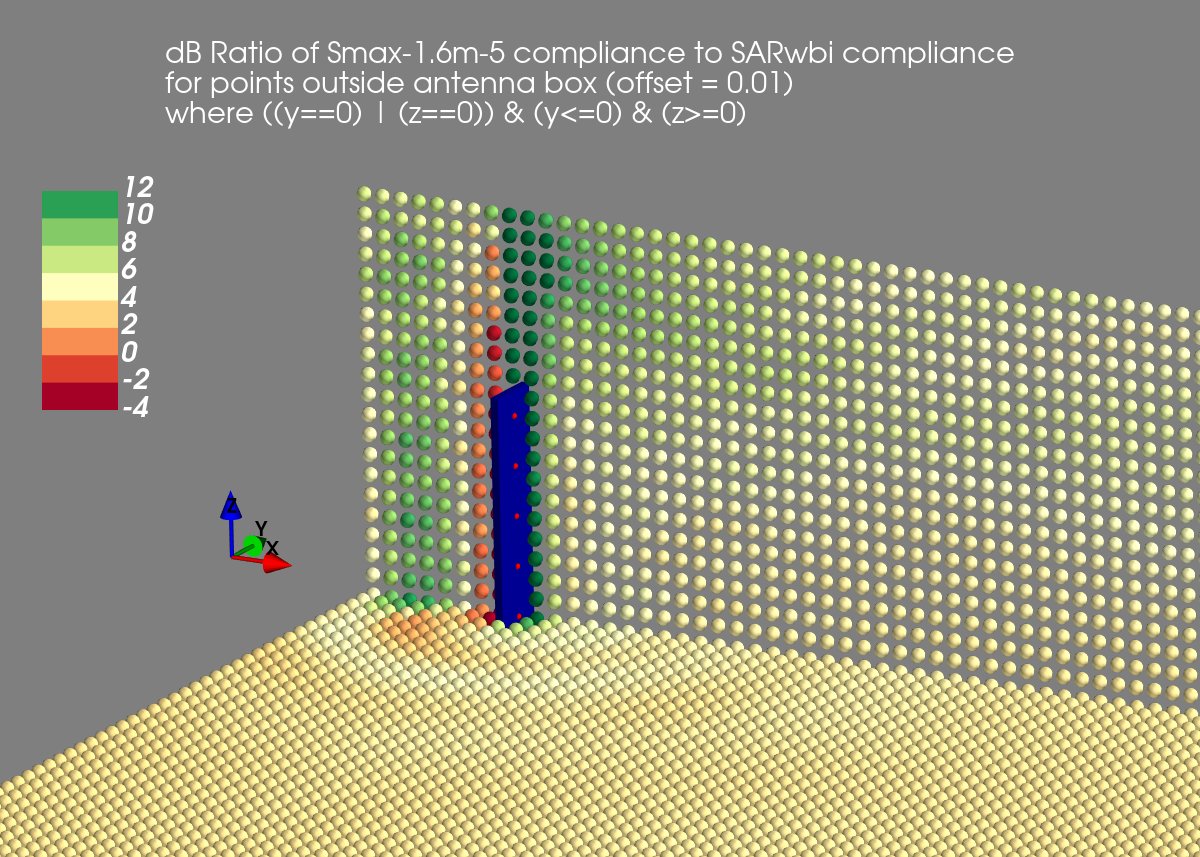 dB Ratio of Smax-1.6m-5 compliance to SARwbi compliance
for points outside antenna box (offset = 0.01)
where ((y==0) | (z==0)) & (y<=0) & (z>=0)
12
10
8
6
4
2
0
-2
-4
Z
Y
X